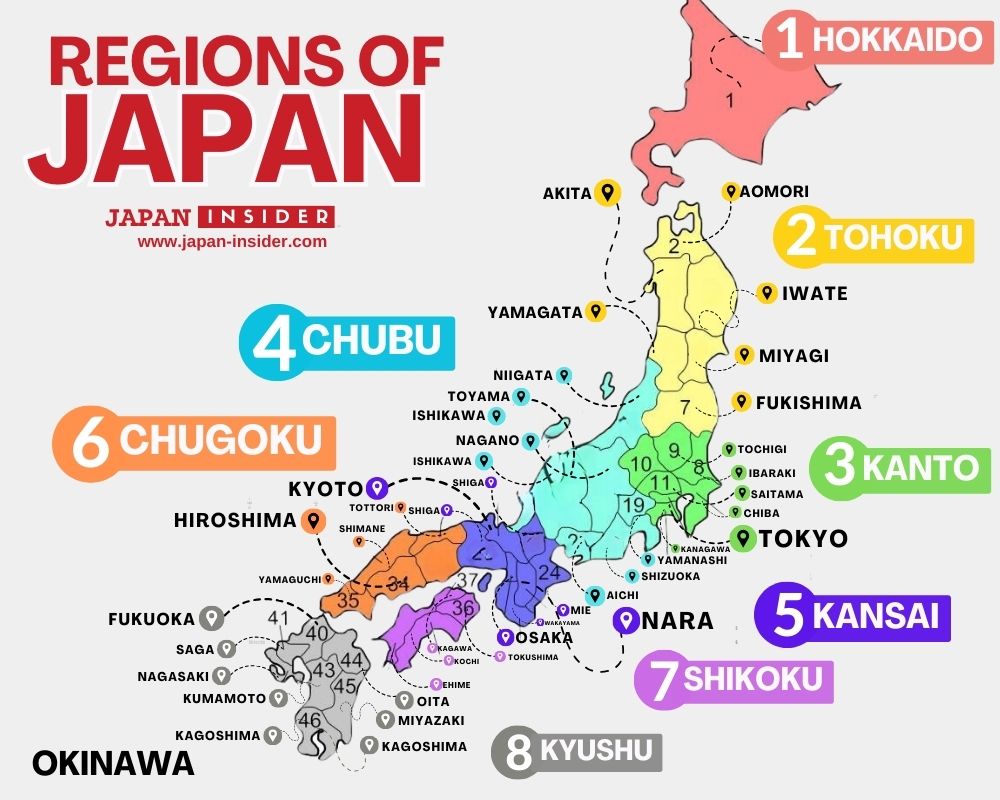 REGIONS OF
JAPAN
JAPAN INSIDER
www.japan-insider.com
1 HOKKAIDO
1
AKITA
AOMORI
2
2 TOHOKU
IWATE
YAMAGATA
4 CHUBU
MIYAGI
NIIGATA
TOYAMA
ISHIKAWA
7
FUKISHIMA
NAGANO
6 CHUGOKU
9
TOCHIGI
ISHIKAWA
10
8
3 KANTO
IBARAKI
SHIGA
11
KYOTO
SAITAMA
TOTTORI
SHIGA
19
CHIBA
HIROSHIMA
SHIMANE
TOKYO
KANAGAWA
YAMANASHI
YAMAGUCHI
34
37
24
SHIZUOKA
35
36
AICHI
FUKUOKA
41
40
MIE
WAKAYAMA
NARA
5 KANSAI
OSAKA
SAGA
KAGAWA
KOCHI
TOKUSHIMA
43
44
NAGASAKI
45
EHIME
7 SHIKOKU
KUMAMOTO
OITA
46
MIYAZAKI
KAGOSHIMA
KAGOSHIMA
8 KYUSHU
OKINAWA